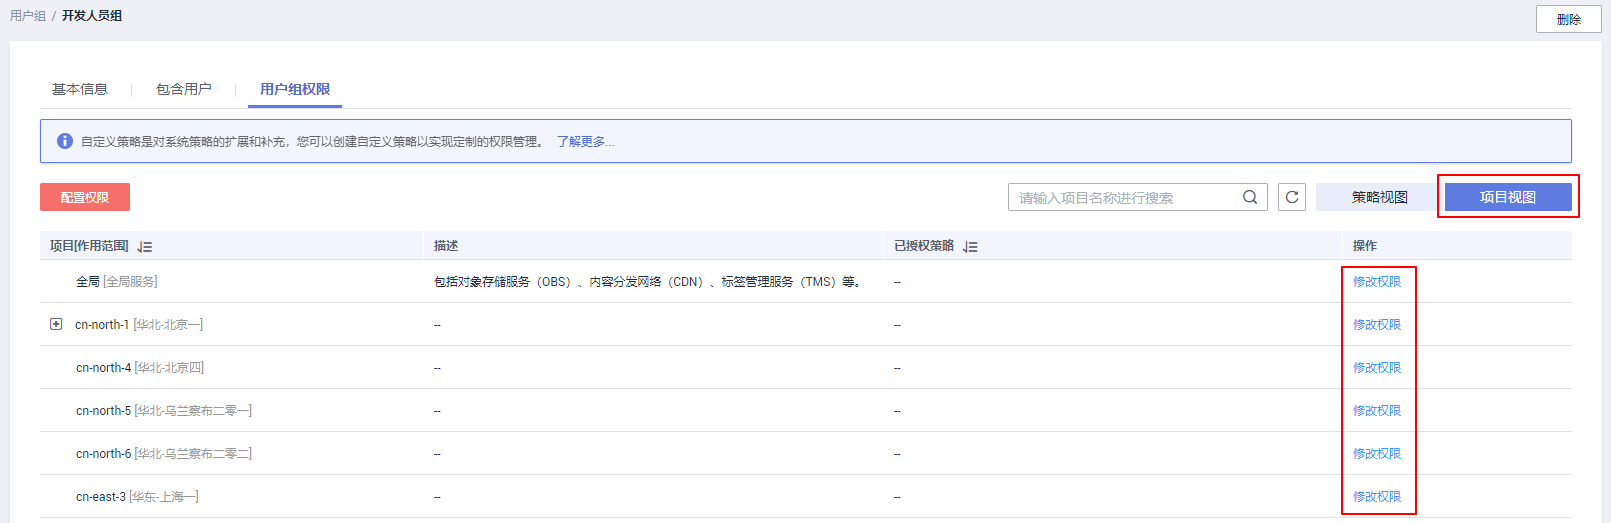 用户组 / 开发人员组
删除
基本信息 包含用户 用户组权限
自定义策略是对系统策略的扩展和补充，您可以创建自定义策略以实现定制的权限管理。 了解更多...
配置权限 请输入项目名称进行搜索 策略视图 项目视图
项目[作用范围] 描述 已授权策略 操作
全局 [全局服务] 包括对象存储服务（OBS）、内容分发网络（CDN）、标签管理服务（TMS）等。 -- 修改权限
cn-north-1 [华北-北京一] -- -- 修改权限
cn-north-4 [华北-北京四] -- -- 修改权限
cn-north-5 [华北-乌兰察布二零一] -- -- 修改权限
cn-north-6 [华北-乌兰察布二零二] -- -- 修改权限
cn-east-3 [华东-上海一] -- -- 修改权限